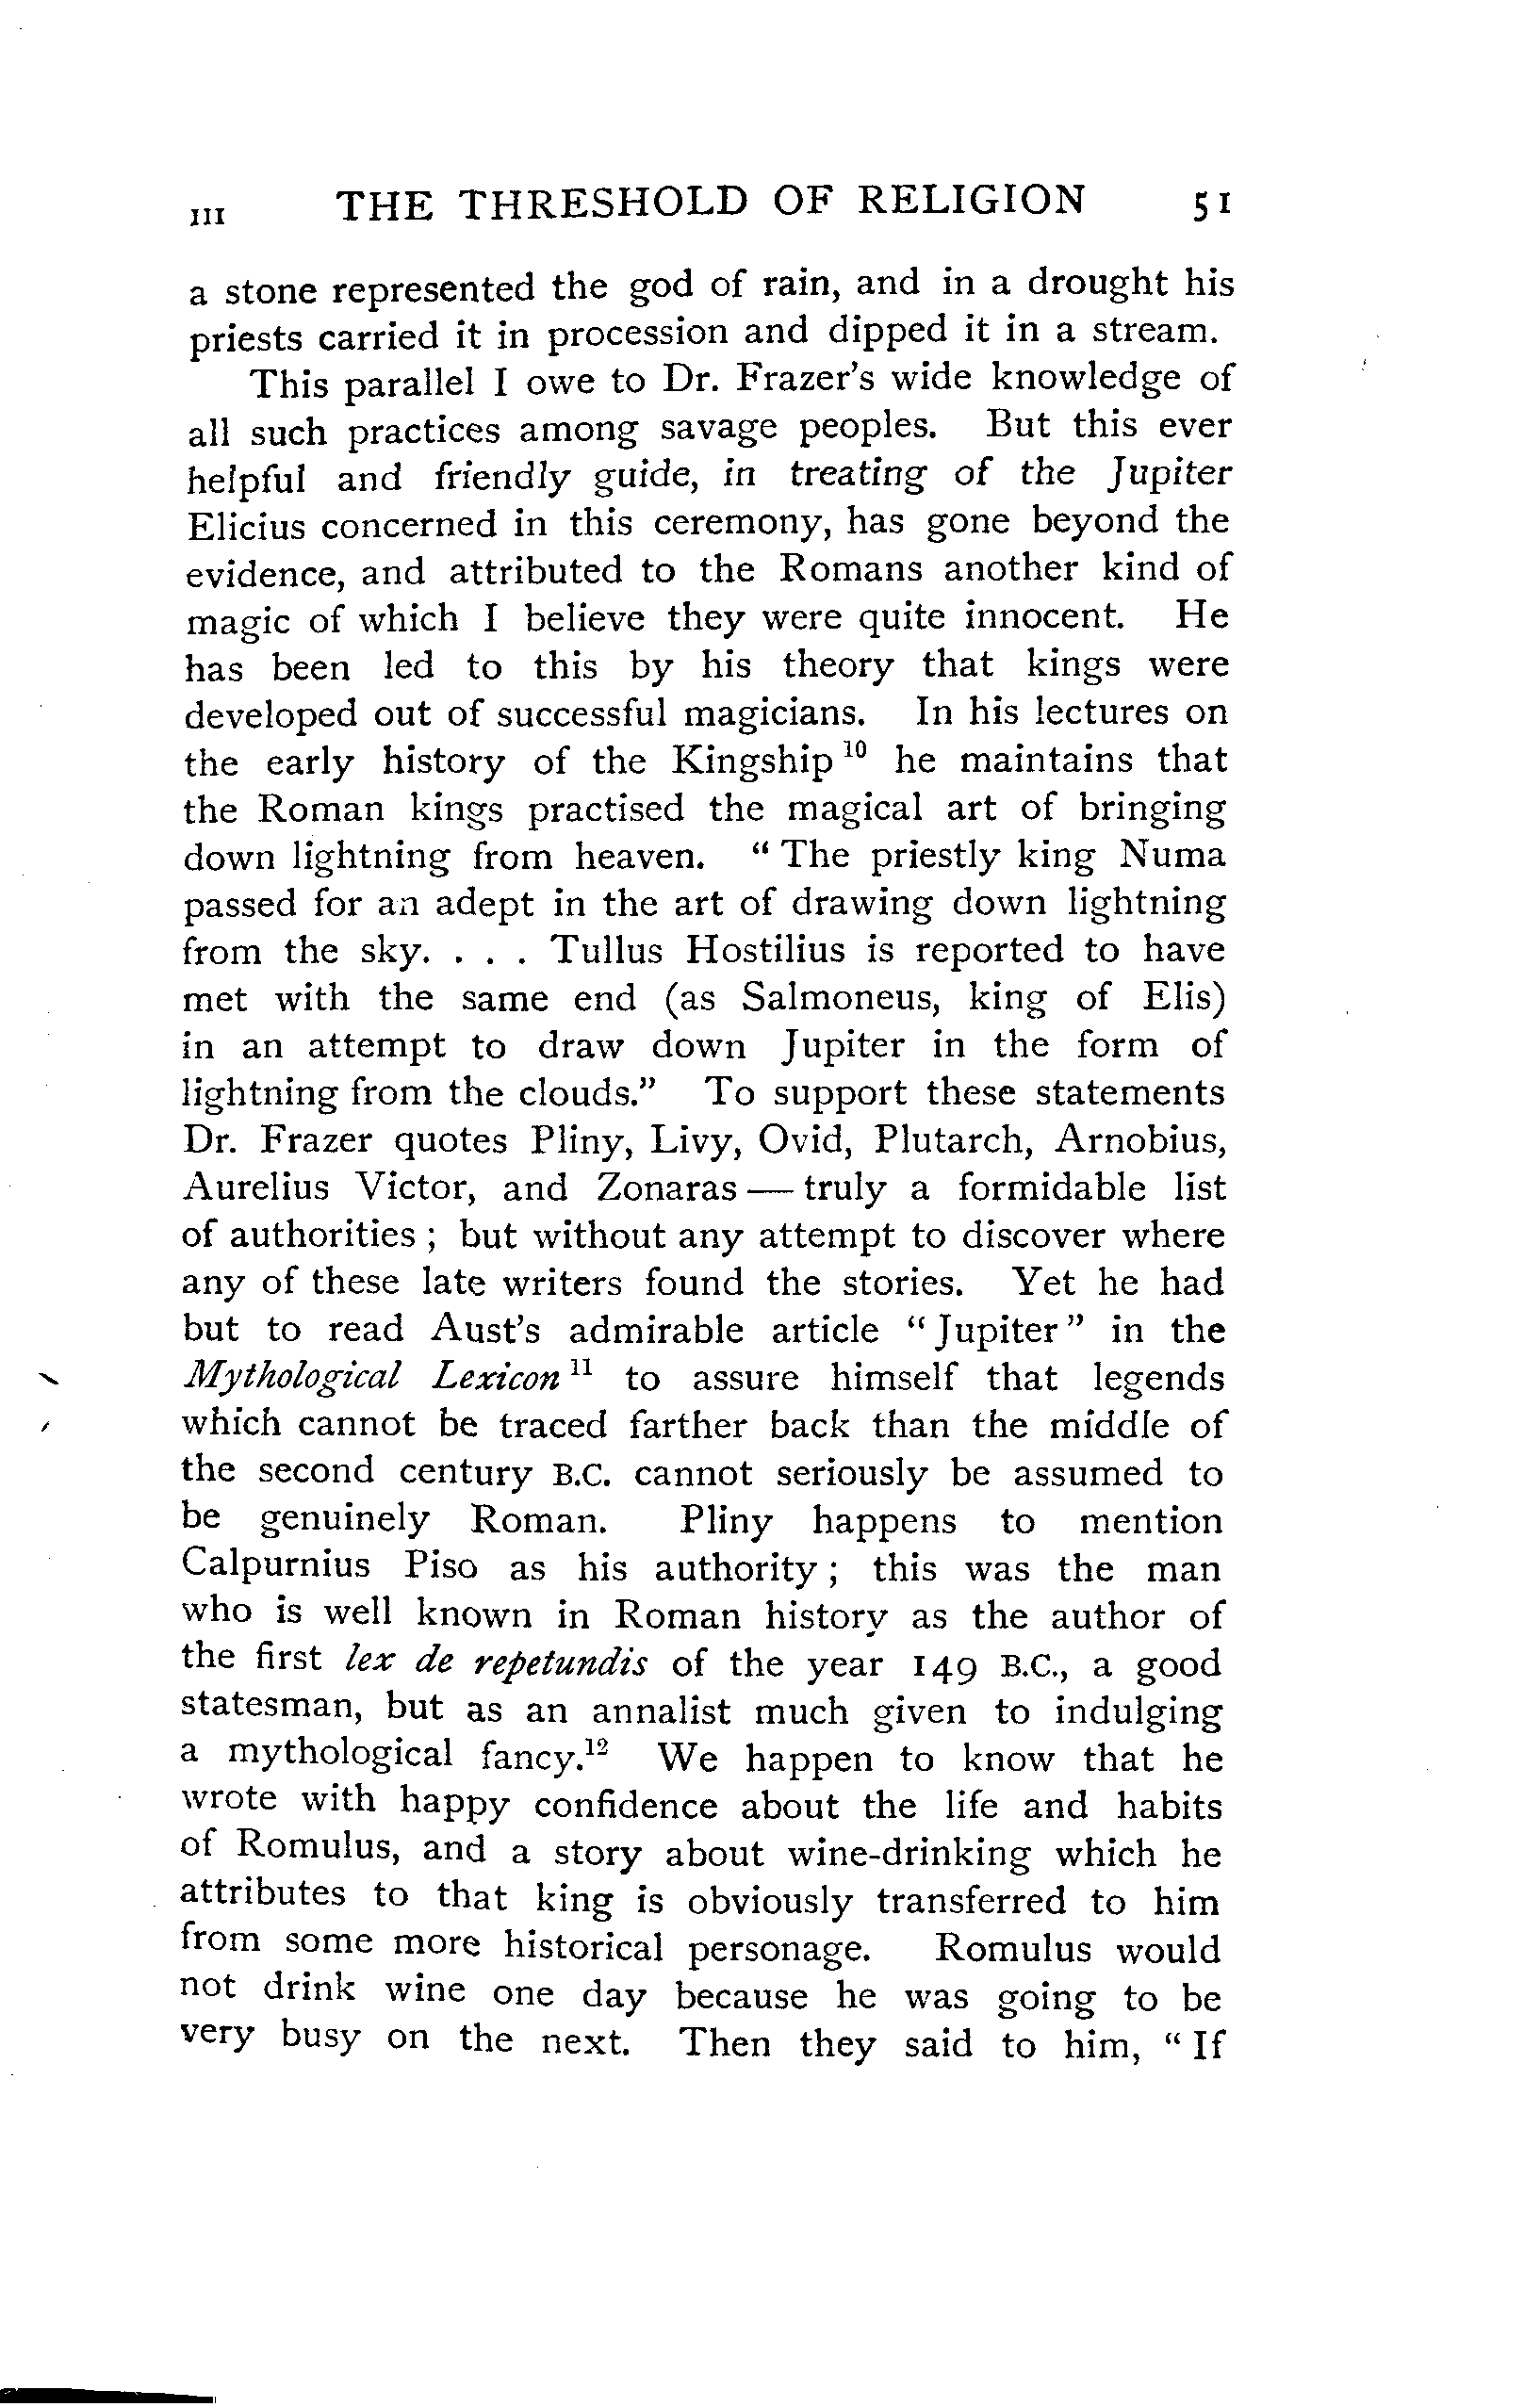 III THE THRESHOLD OF RELIGION 51
a stone represented the god of rain, and in a drought his
priests carried it in procession and dipped it in a stream.
This parallel I owe to Dr. Frazer's wide knowledge of
all such practices among savage peoples. But this ever
helpful and friendly guide, in treating of the Jupiter
Elicius concerned in this ceremony, has gone beyond the
evidence, and attributed to the Romans another kind of
magic of which I believe they were quite innocent. He
has been led to this by his theory that kings were
developed out of successful magicians. In his lectures on
the early history of the Kingship¹⁰ he maintains that
the Roman kings practised the magical art of bringing
down lightning from heaven. “ The priestly king Numa
passed for an adept in the art of drawing down lightning
from the sky. . . . Tullus Hostilius is reported to have
met with the same end (as Salmoneus, king of Elis)
in an attempt to draw down Jupiter in the form of
lightning from the clouds.” To support these statements
Dr. Frazer quotes Pliny, Livy, Ovid, Plutarch, Arnobius,
Aurelius Victor, and Zonaras — truly a formidable list
of authorities ; but without any attempt to discover where
any of these late writers found the stories. Yet he had
but to read Aust's admirable article “ Jupiter ” in the
Mythological Lexicon¹¹ to assure himself that legends
which cannot be traced farther back than the middle of
the second century B.C. cannot seriously be assumed to
be genuinely Roman. Pliny happens to mention
Calpurnius Piso as his authority ; this was the man
who is well known in Roman history as the author of
the first lex de repetundis of the year 149 B.C., a good
statesman, but as an annalist much given to indulging
a mythological fancy.¹² We happen to know that he
wrote with happy confidence about the life and habits
of Romulus, and a story about wine-drinking which he
attributes to that king is obviously transferred to him
from some more historical personage. Romulus would
not drink wine one day because he was going to be
very busy on the next. Then they said to him, “ If